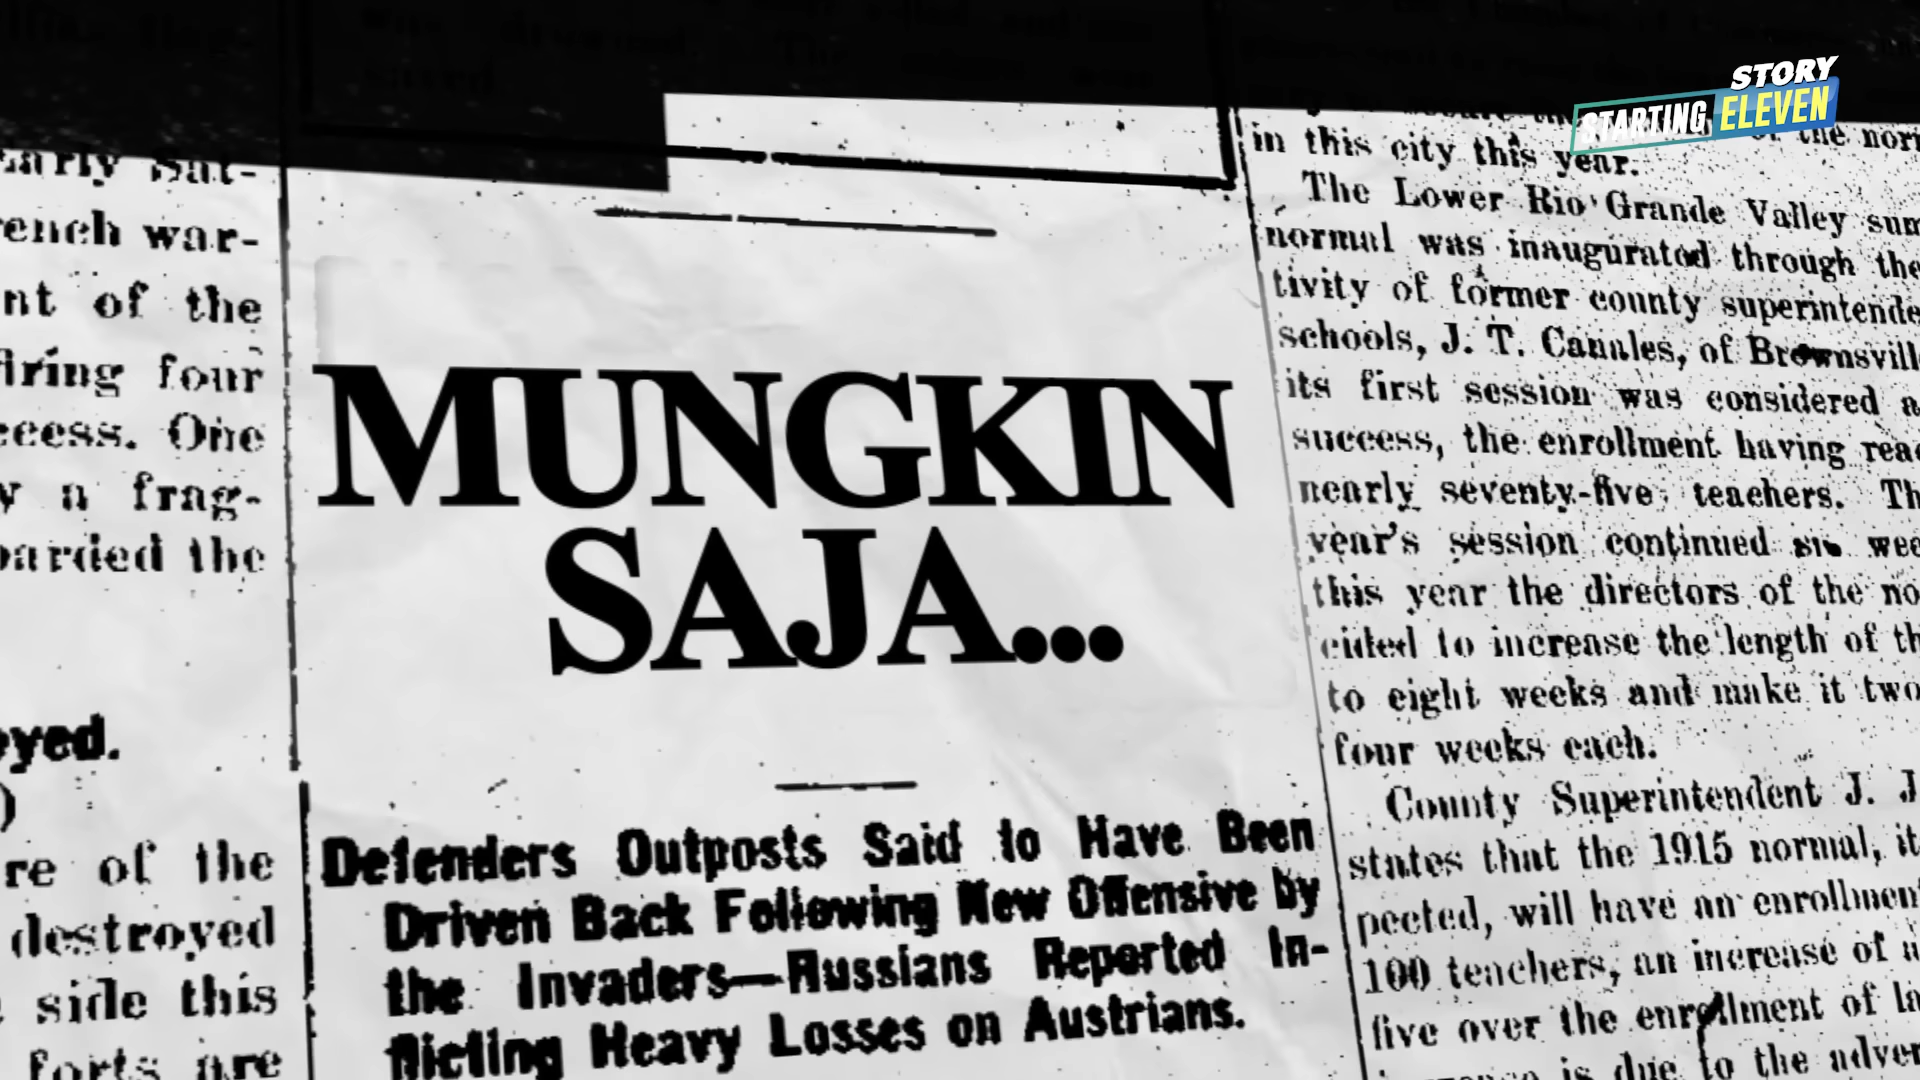 STORY
STARTING ELEVEN
Early Sat-
rench war-
nt of the
firing four
ccess. One
y a frag-
barded the
oyed.
re of the
destroyed
side this
forts are
MUNGKIN
SAJA...
Defenders Outposts Said to Have Been
Driven Back Following New Offensive by
the Invaders—Russians Reported In-
flicting Heavy Losses on Austrians.
in this city this year.
The Lower Rio Grande Valley sum
normal was inaugurated through the
tivity of former county superintende
schools, J. T. Canales, of Brownsvill
its first session was considered a
success, the enrollment having reac
nearly seventy-five teachers. Th
year's session continued six wee
this year the directors of the no
cided to increase the length of th
to eight weeks and make it two
four weeks each.
County Superintendent J. J
states that the 1915 normal, it
pected, will have an enrollmen
100 teachers, an increase of
five over the enrollment of la
is due to the adver